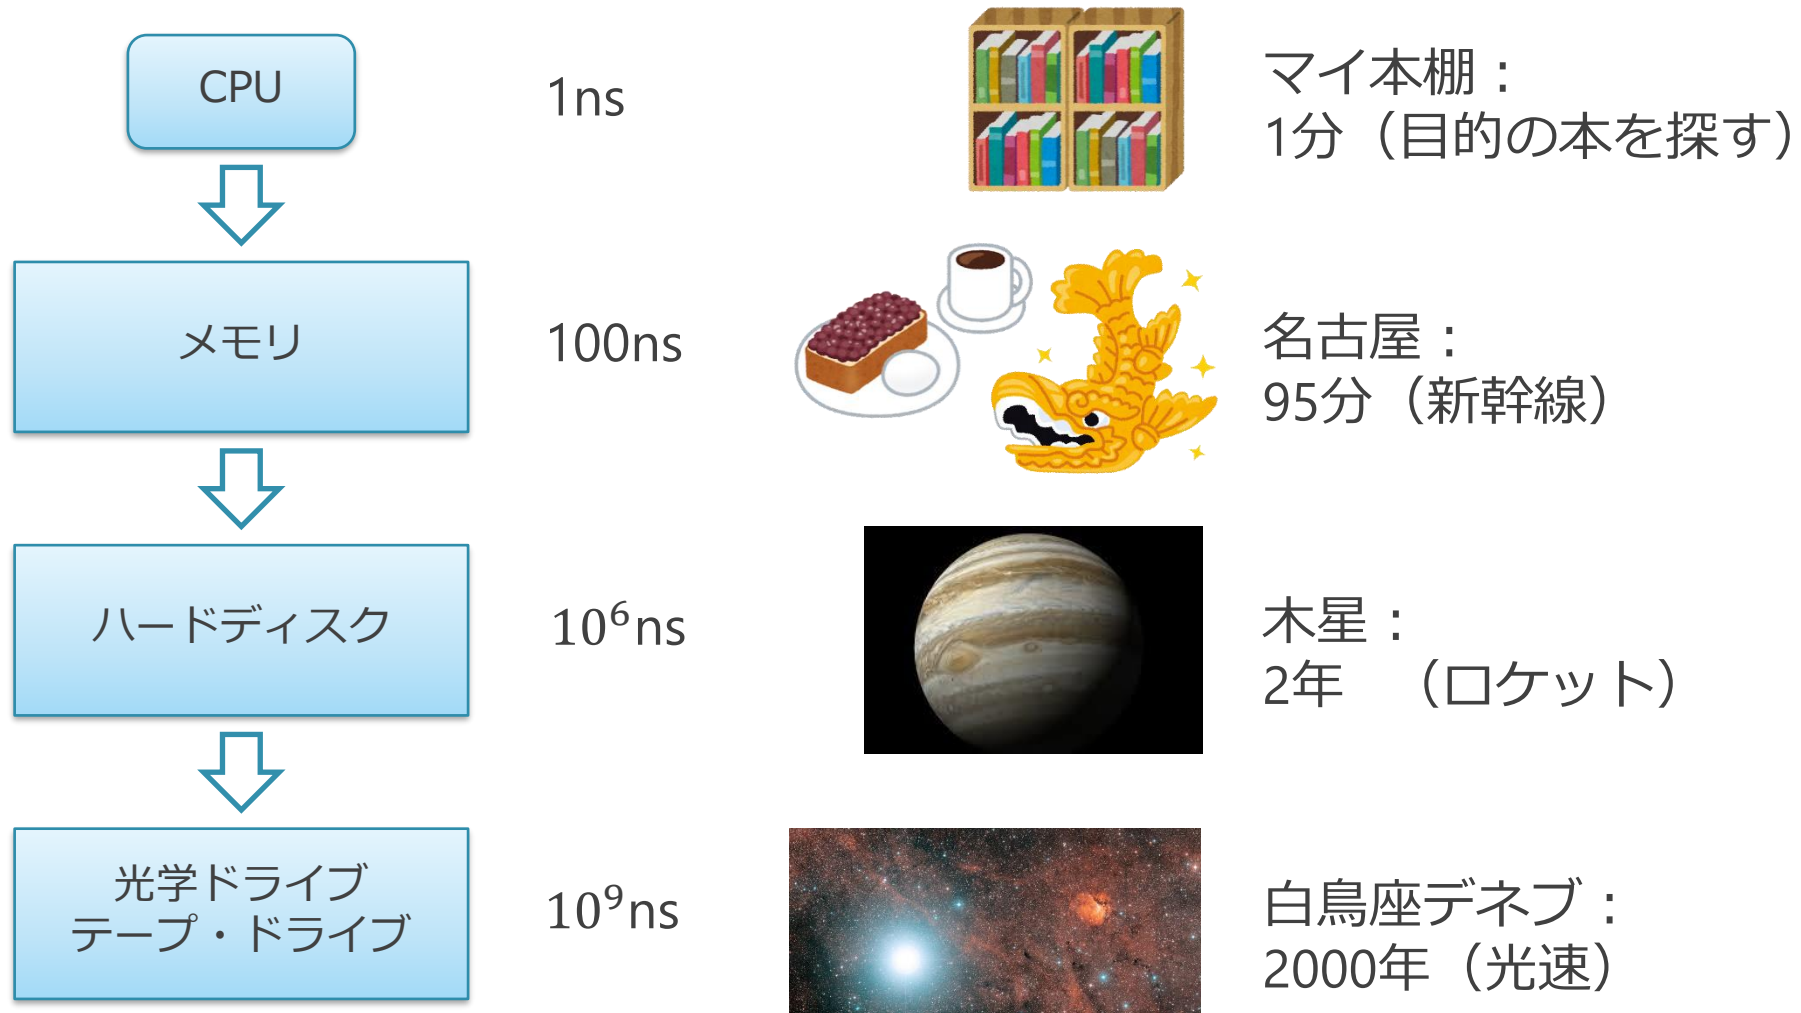 CPU
1ns
マイ本棚：
1分（目的の本を探す）
メモリ
100ns
名古屋：
95分（新幹線）
ハードディスク
10⁶ns
木星：
2年　（ロケット）
光学ドライブ
テープ・ドライブ
10⁹ns
白鳥座デネブ：
2000年（光速）